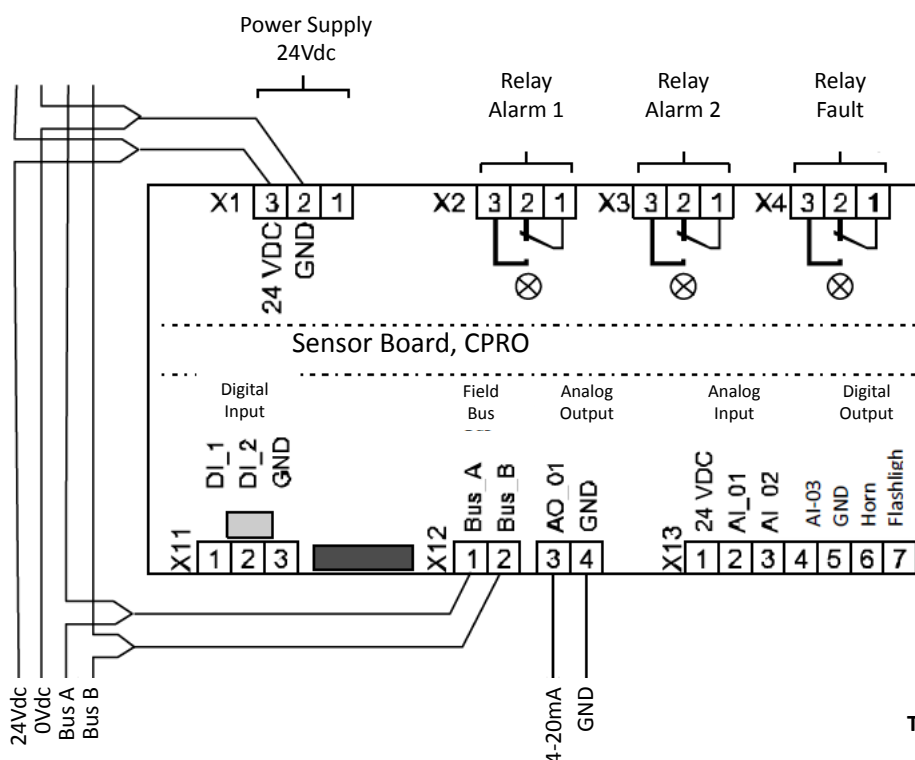 Power Supply
24Vdc
Relay
Alarm 1
Relay
Alarm 2
Relay
Fault
X1 3 2 1
X2 3 2 1
X3 3 2 1
X4 3 2 1
24 VDC
GND
Sensor Board, CPRO
Digital
Input
Field
Bus
Analog
Output
Analog
Input
Digital
Output
DI_1
DI_2
GND
Bus_A
Bus_B
AO_01
GND
24 VDC
AI_01
AI_02
AI-03
GND
Horn
Flashligh
X11 1 2 3
X12 1 2 3 4
X13 1 2 3 4 5 6 7
24Vdc
0Vdc
Bus A
Bus B
4-20mA
GND
T